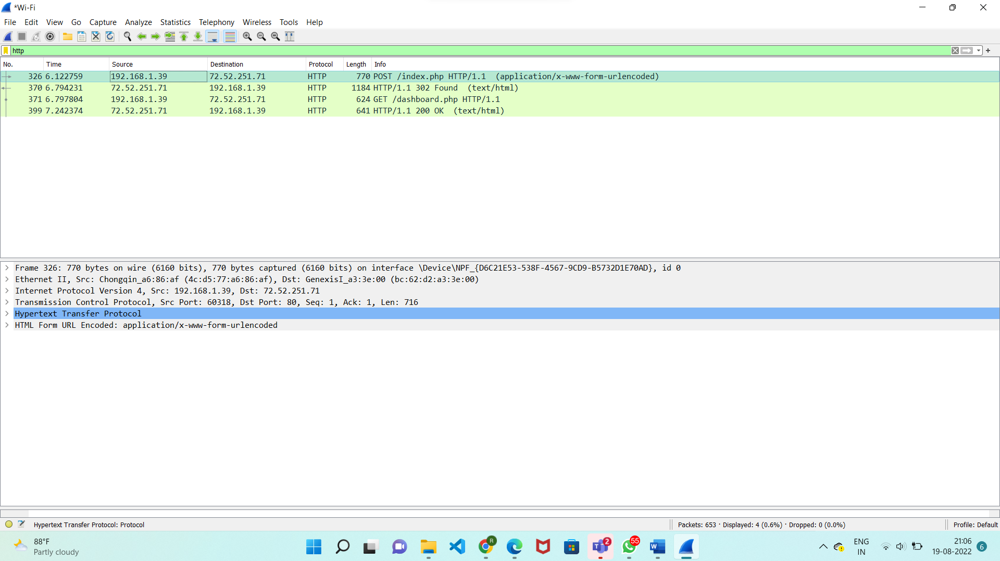 *Wi-Fi
File Edit View Go Capture Analyze Statistics Telephony Wireless Tools Help
http
No. Time Source Destination Protocol Length Info
326 6.122759 192.168.1.39 72.52.251.71 HTTP 770 POST /index.php HTTP/1.1 (application/x-www-form-urlencoded)
370 6.794231 72.52.251.71 192.168.1.39 HTTP 1184 HTTP/1.1 302 Found (text/html)
371 6.797804 192.168.1.39 72.52.251.71 HTTP 624 GET /dashboard.php HTTP/1.1
399 7.242374 72.52.251.71 192.168.1.39 HTTP 641 HTTP/1.1 200 OK (text/html)
Frame 326: 770 bytes on wire (6160 bits), 770 bytes captured (6160 bits) on interface \Device\NPF_{D6C21E53-538F-4567-9CD9-B5732D1E70AD}, id 0
Ethernet II, Src: Chongqin_a6:86:af (4c:d5:77:a6:86:af), Dst: GenexisI_a3:3e:00 (bc:62:d2:a3:3e:00)
Internet Protocol Version 4, Src: 192.168.1.39, Dst: 72.52.251.71
Transmission Control Protocol, Src Port: 60318, Dst Port: 80, Seq: 1, Ack: 1, Len: 716
Hypertext Transfer Protocol
HTML Form URL Encoded: application/x-www-form-urlencoded
Hypertext Transfer Protocol: Protocol
Packets: 653 · Displayed: 4 (0.6%) · Dropped: 0 (0.0%)
Profile: Default
88°F
Partly cloudy
R
2
55
ENG
IN
21:06
19-08-2022
6